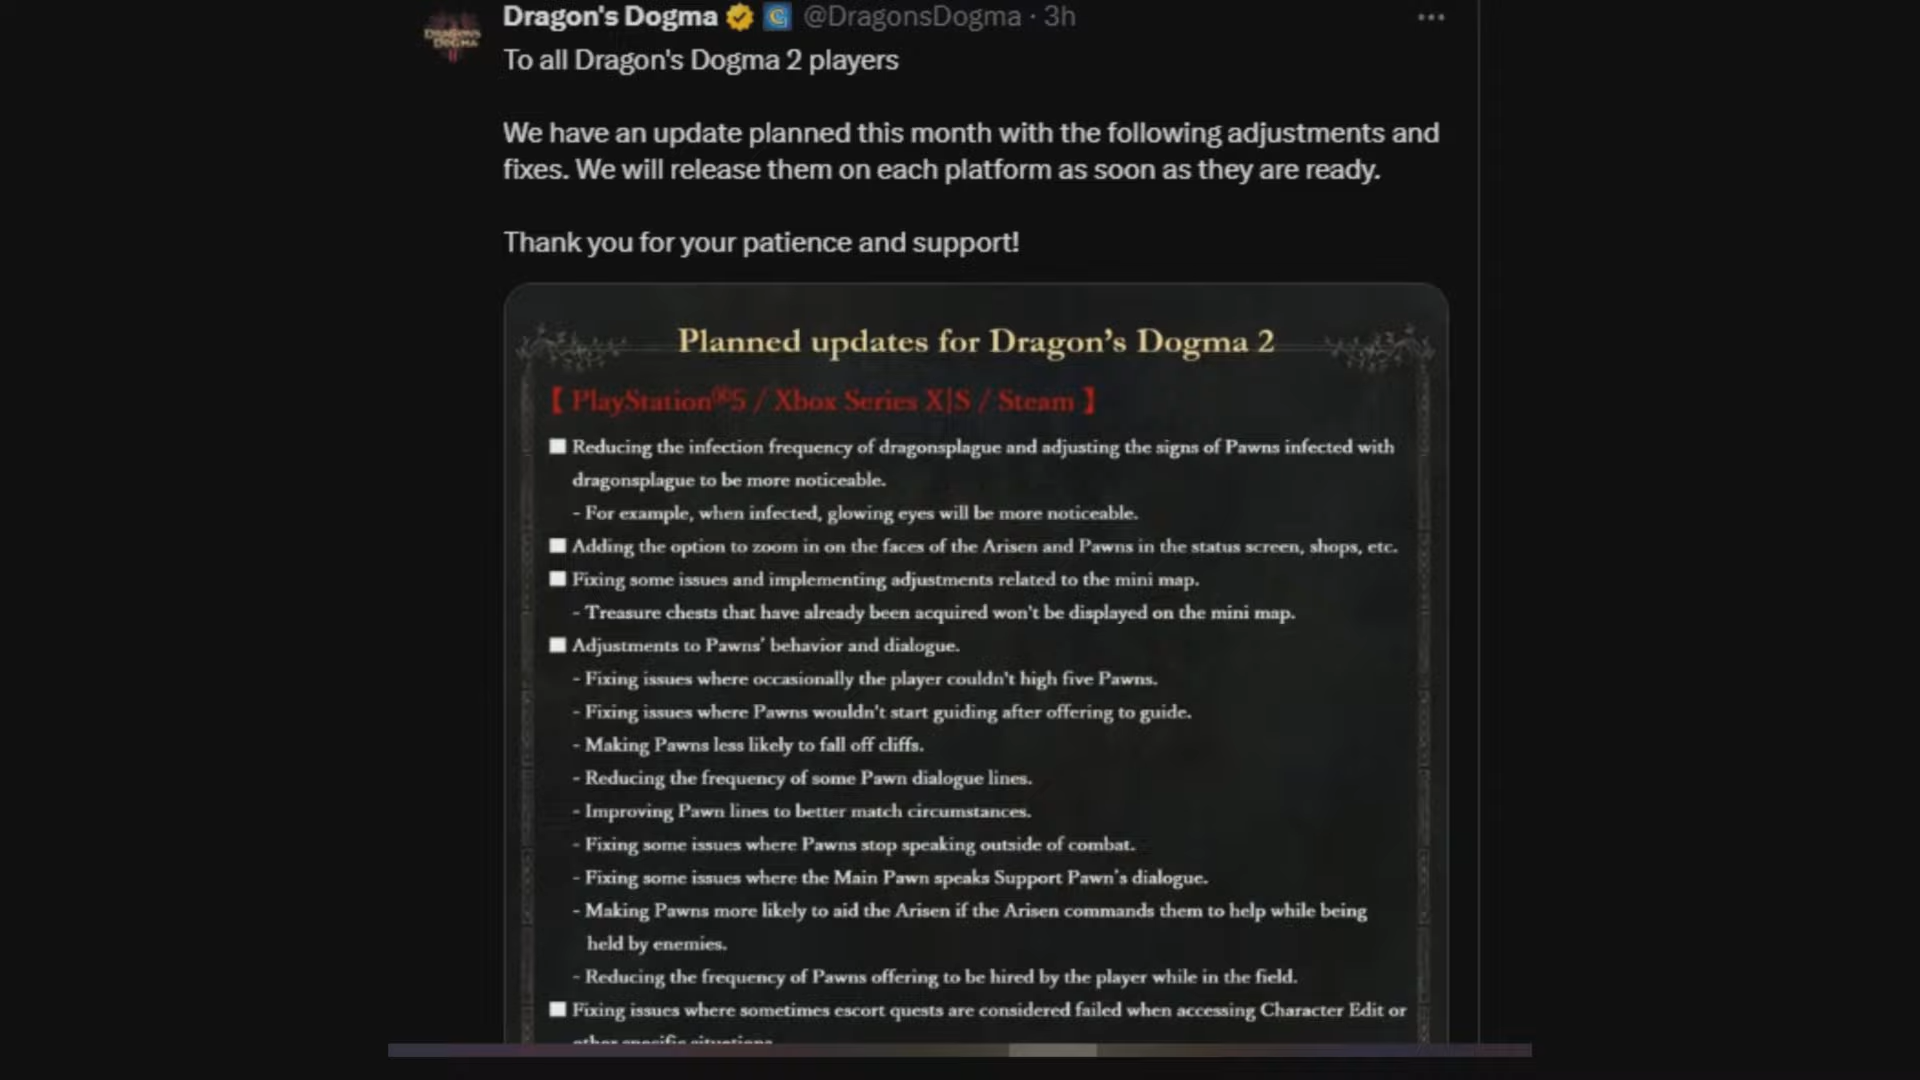 Dragon's Dogma @DragonsDogma · 3h
To all Dragon's Dogma 2 players
We have an update planned this month with the following adjustments and
fixes. We will release them on each platform as soon as they are ready.
Thank you for your patience and support!
Planned updates for Dragon's Dogma 2
【 PlayStation®5 / Xbox Series X|S / Steam 】
■ Reducing the infection frequency of dragonsplague and adjusting the signs of Pawns infected with
dragonsplague to be more noticeable.
- For example, when infected, glowing eyes will be more noticeable.
■ Adding the option to zoom in on the faces of the Arisen and Pawns in the status screen, shops, etc.
■ Fixing some issues and implementing adjustments related to the mini map.
- Treasure chests that have already been acquired won't be displayed on the mini map.
■ Adjustments to Pawns' behavior and dialogue.
- Fixing issues where occasionally the player couldn't high five Pawns.
- Fixing issues where Pawns wouldn't start guiding after offering to guide.
- Making Pawns less likely to fall off cliffs.
- Reducing the frequency of some Pawn dialogue lines.
- Improving Pawn lines to better match circumstances.
- Fixing some issues where Pawns stop speaking outside of combat.
- Fixing some issues where the Main Pawn speaks Support Pawn's dialogue.
- Making Pawns more likely to aid the Arisen if the Arisen commands them to help while being
held by enemies.
- Reducing the frequency of Pawns offering to be hired by the player while in the field.
■ Fixing issues where sometimes escort quests are considered failed when accessing Character Edit or
other specific situations.